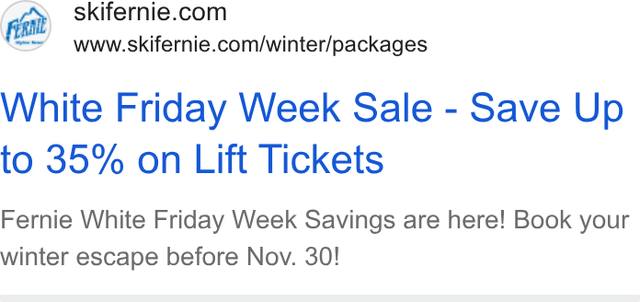 FERNIE
skifernie.com
www.skifernie.com/winter/packages
White Friday Week Sale - Save Up
to 35% on Lift Tickets
Fernie White Friday Week Savings are here! Book your
winter escape before Nov. 30!